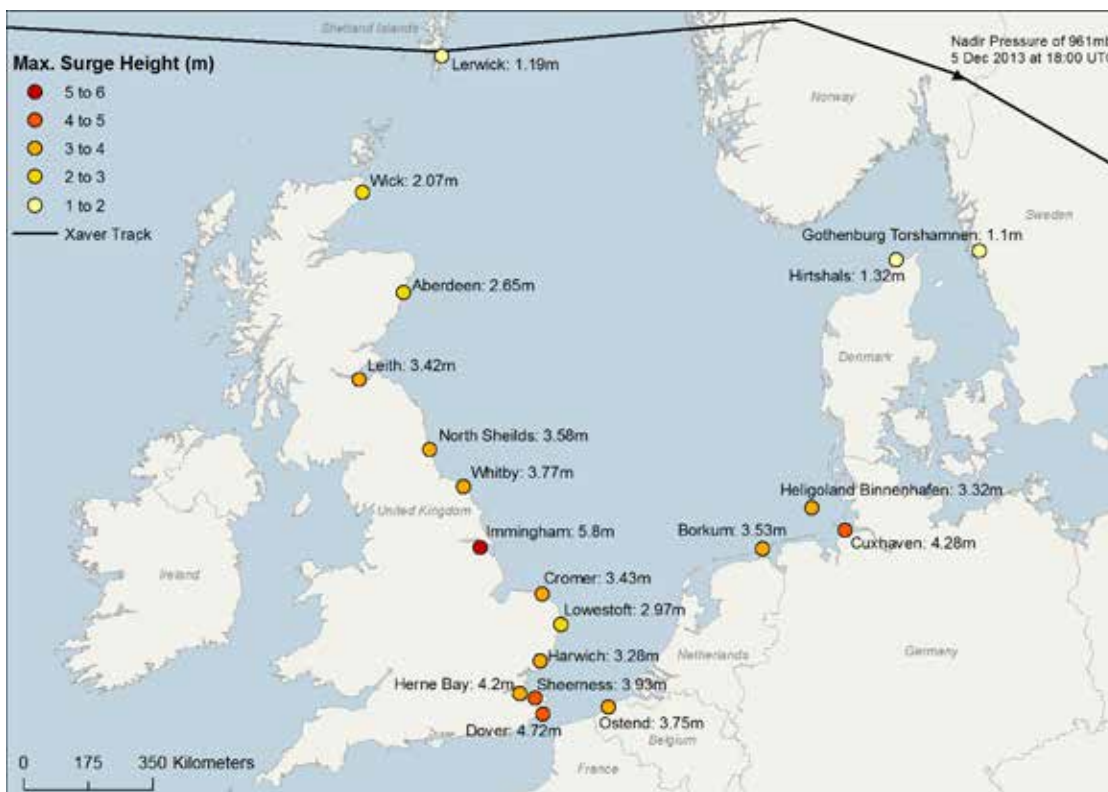 Shetland Islands
Nadir Pressure of 961mb
5 Dec 2013 at 18:00 UTC
Max. Surge Height (m)
5 to 6
4 to 5
3 to 4
2 to 3
1 to 2
Xaver Track
Lerwick: 1.19m
Norway
Wick: 2.07m
Sweden
Gothenburg Torshamnen: 1.1m
Hirtshals: 1.32m
Aberdeen: 2.65m
Denmark
Leith: 3.42m
North Sheilds: 3.58m
Whitby: 3.77m
Heligoland Binnenhafen: 3.32m
United Kingdom
Immingham: 5.8m
Borkum: 3.53m
Cuxhaven: 4.28m
Ireland
Cromer: 3.43m
Lowestoft: 2.97m
Harwich: 3.28m
Netherlands
Germany
Herne Bay: 4.2m
Sheerness: 3.93m
Dover: 4.72m
Ostend: 3.75m
Belgium
France
0 175 350 Kilometers